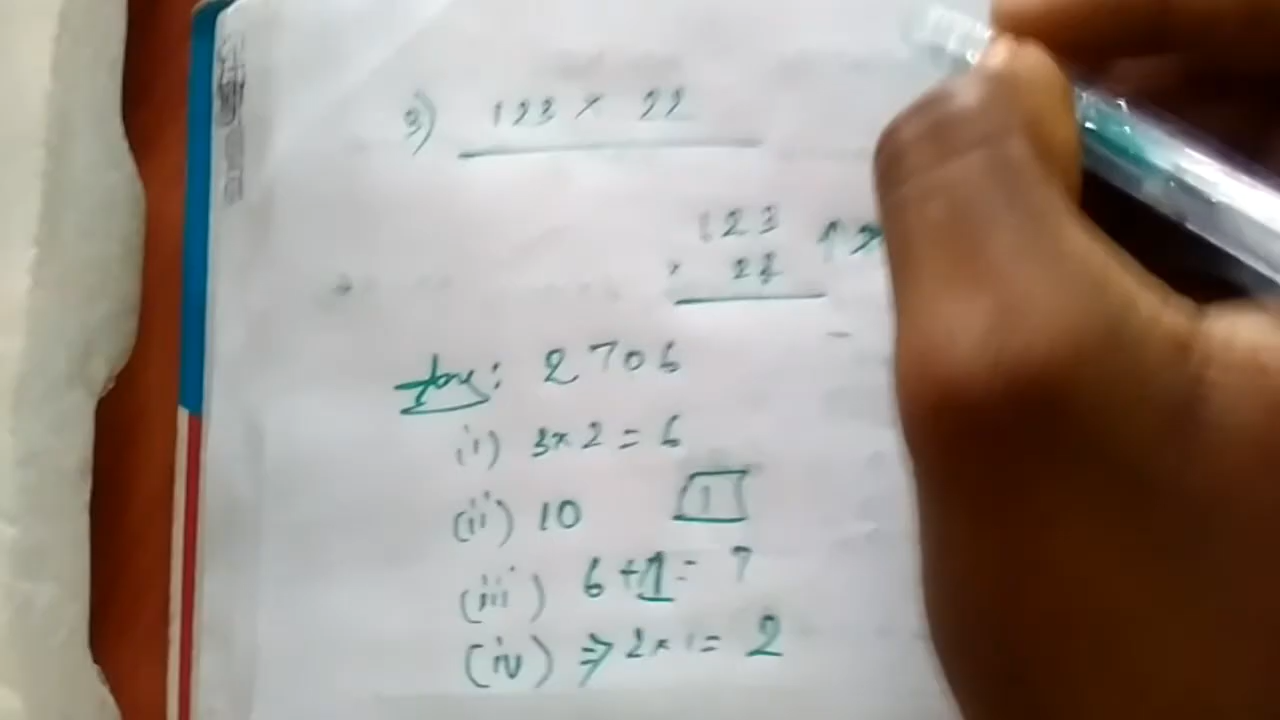 3) 123 × 22
123
× 22
Ans: 2706
(i) 3×2 = 6
(ii) 10 1
(iii) 6+1 = 7
(iv) ⇒ 2×1 = 2